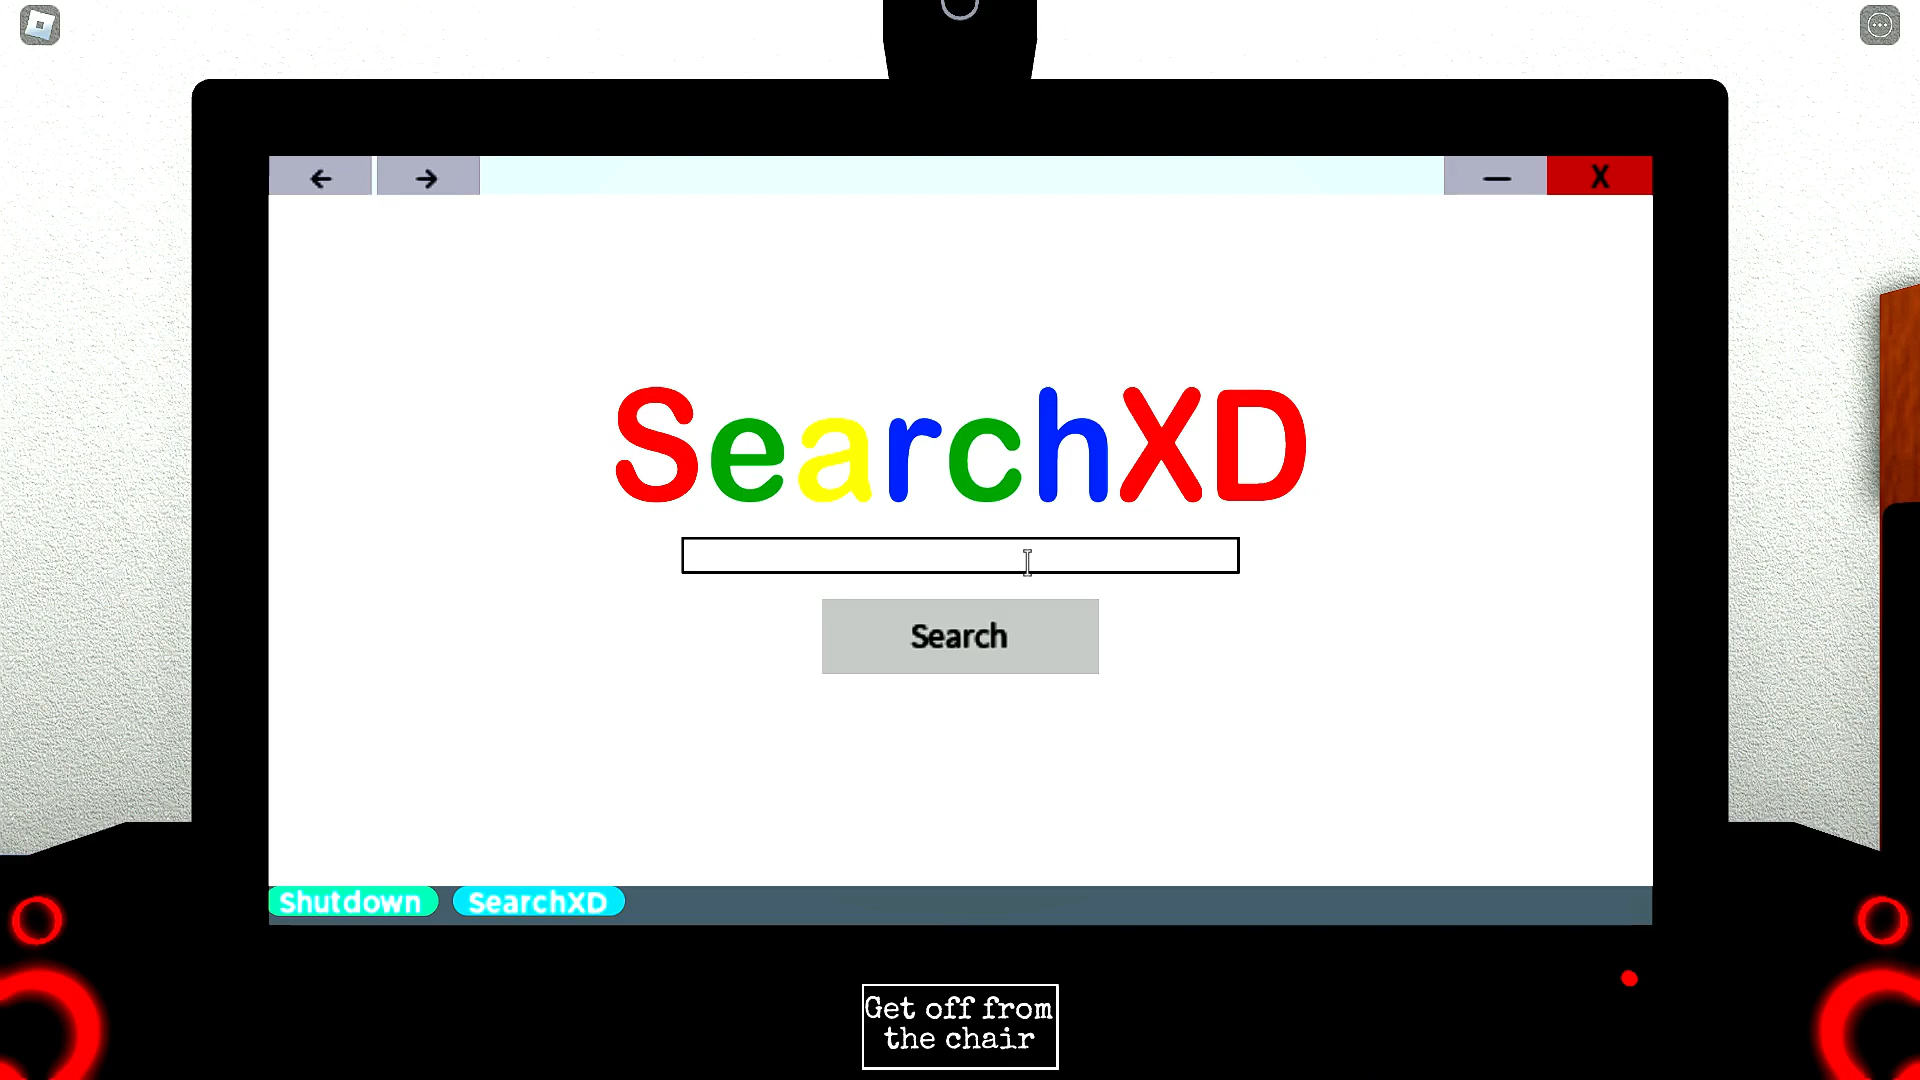 X
SearchXD
Search
Shutdown SearchXD
Get off from
the chair